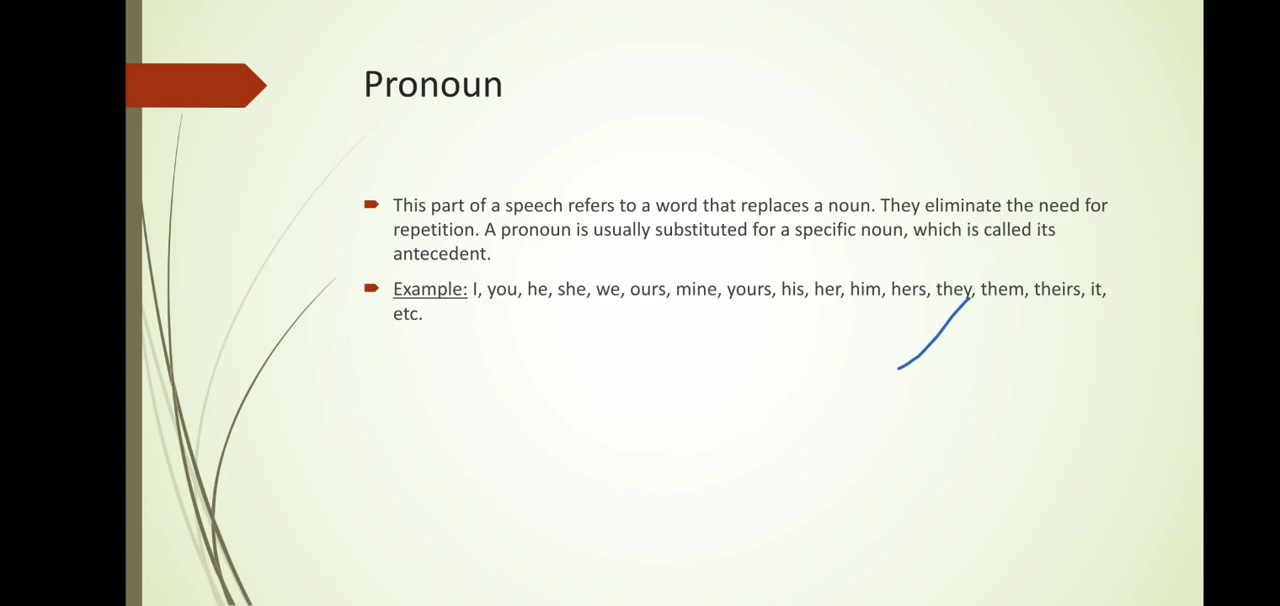 Pronoun
This part of a speech refers to a word that replaces a noun. They eliminate the need for
repetition. A pronoun is usually substituted for a specific noun, which is called its
antecedent.
Example: I, you, he, she, we, ours, mine, yours, his, her, him, hers, they, them, theirs, it,
etc.